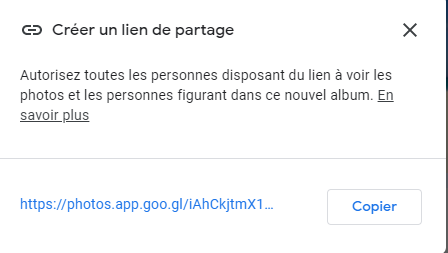 Créer un lien de partage
Autorisez toutes les personnes disposant du lien à voir les
photos et les personnes figurant dans ce nouvel album. En
savoir plus
https://photos.app.goo.gl/iAhCkjtmX1...
Copier